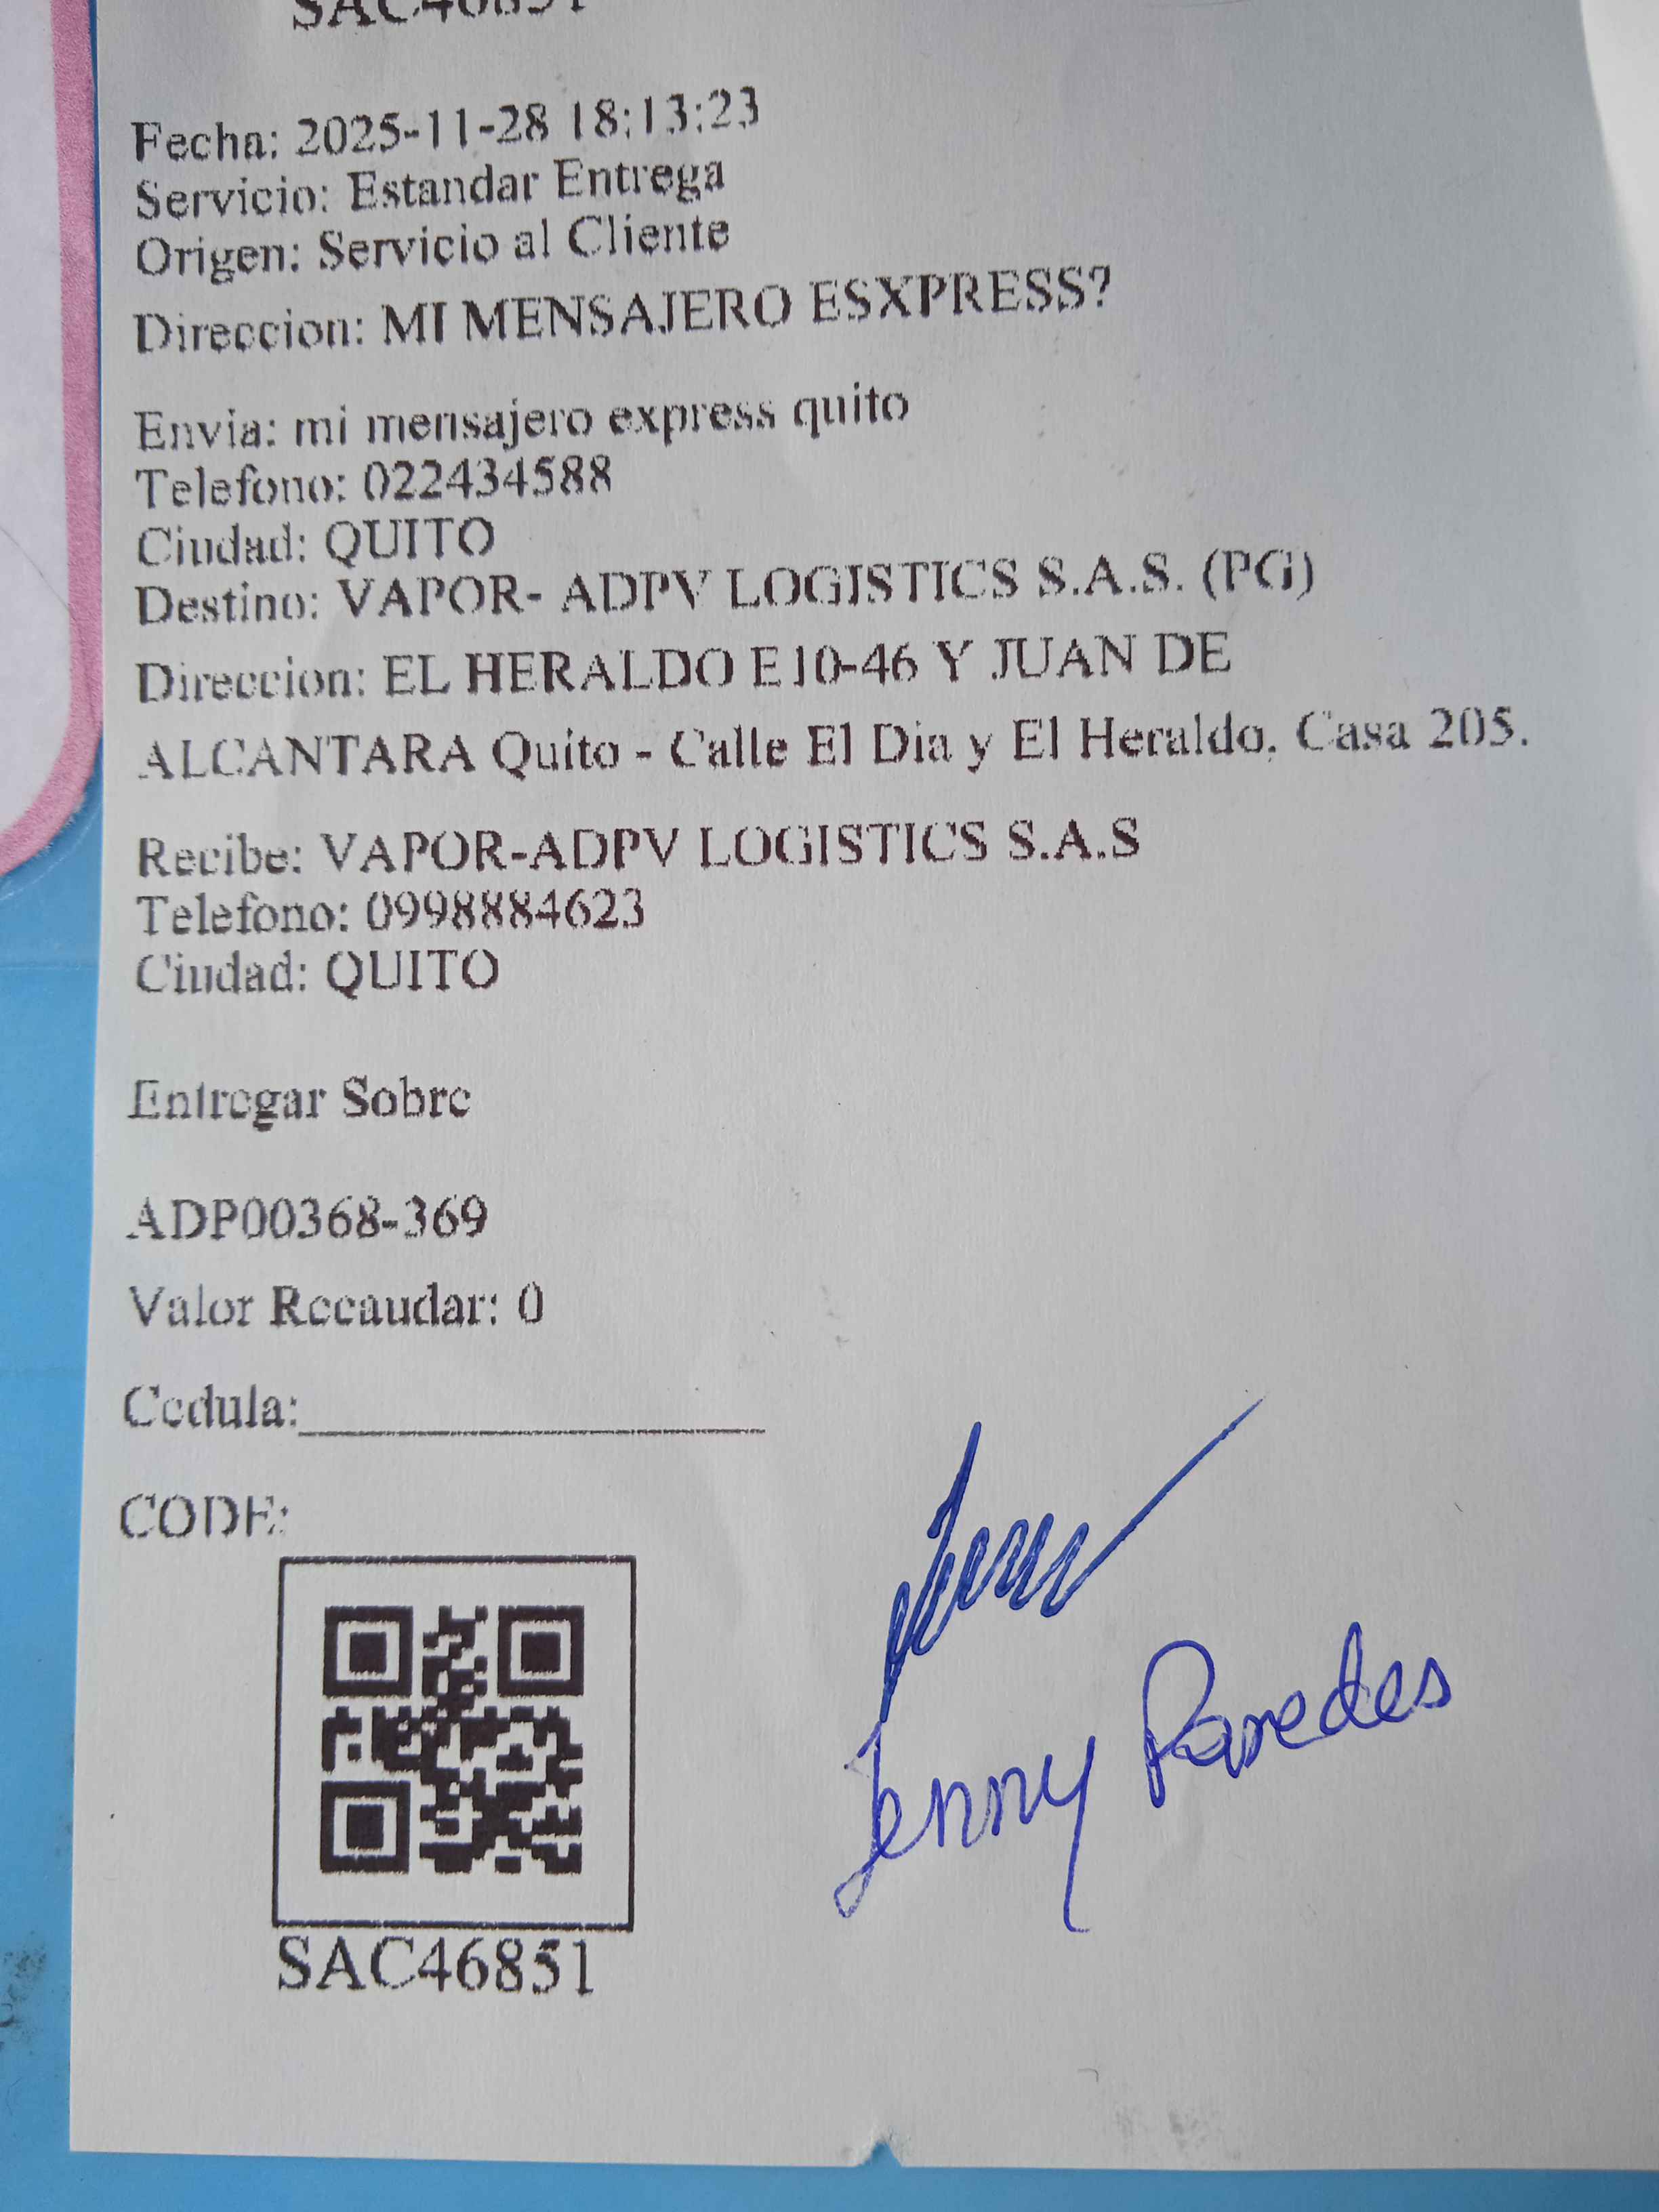 SAC46851
Fecha: 2025-11-28 18:13:23
Servicio: Estandar Entrega
Origen: Servicio al Cliente
Direccion: MI MENSAJERO ESXPRESS?
Envia: mi mensajero express quito
Telefono: 022434588
Ciudad: QUITO
Destino: VAPOR- ADPV LOGISTICS S.A.S. (PG)
Direccion: EL HERALDO E10-46 Y JUAN DE
ALCANTARA Quito - Calle El Dia y El Heraldo, Casa 205.
Recibe: VAPOR-ADPV LOGISTICS S.A.S
Telefono: 0998884623
Ciudad: QUITO
Entregar Sobre
ADP00368-369
Valor Recaudar: 0
Cedula:
CODE:
Jenny Paredes
SAC46851